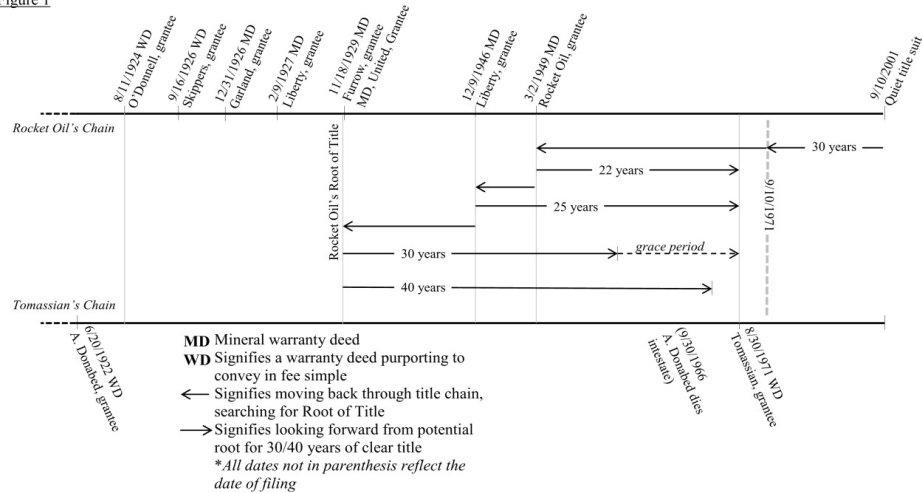 Figure 1
8/11/1924 WD
O'Donnell, grantee
9/16/1926 WD
Skippers, grantee
12/31/1926 MD
Garland, grantee
2/9/1927 MD
Liberty, grantee
11/18/1929 MD
Furrow, grantee
MD, United, Grantee
12/9/1946 MD
Liberty, grantee
3/2/1949 MD
Rocket Oil, grantee
9/10/2001
Quiet title suit
Rocket Oil's Chain
Rocket Oil's Root of Title
30 years
22 years
25 years
9/10/1971
30 years
grace period
40 years
Tomassian's Chain
6/20/1922 WD
A. Donabed, grantee
(9/30/1966
A. Donabed dies
intestate)
8/30/1971 WD
Tomassian, grantee
MD Mineral warranty deed
WD Signifies a warranty deed purporting to
convey in fee simple
Signifies moving back through title chain,
searching for Root of Title
Signifies looking forward from potential
root for 30/40 years of clear title
*All dates not in parenthesis reflect the
date of filing